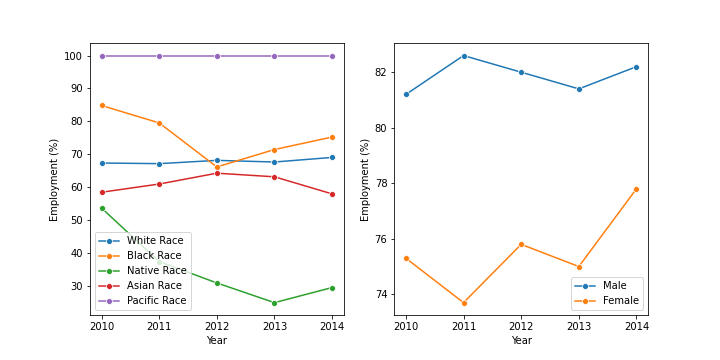 100
90
80
70
60
50
40
30
Employment (%)
2010 2011 2012 2013 2014
Year
White Race
Black Race
Native Race
Asian Race
Pacific Race
82
80
78
76
74
Employment (%)
2010 2011 2012 2013 2014
Year
Male
Female